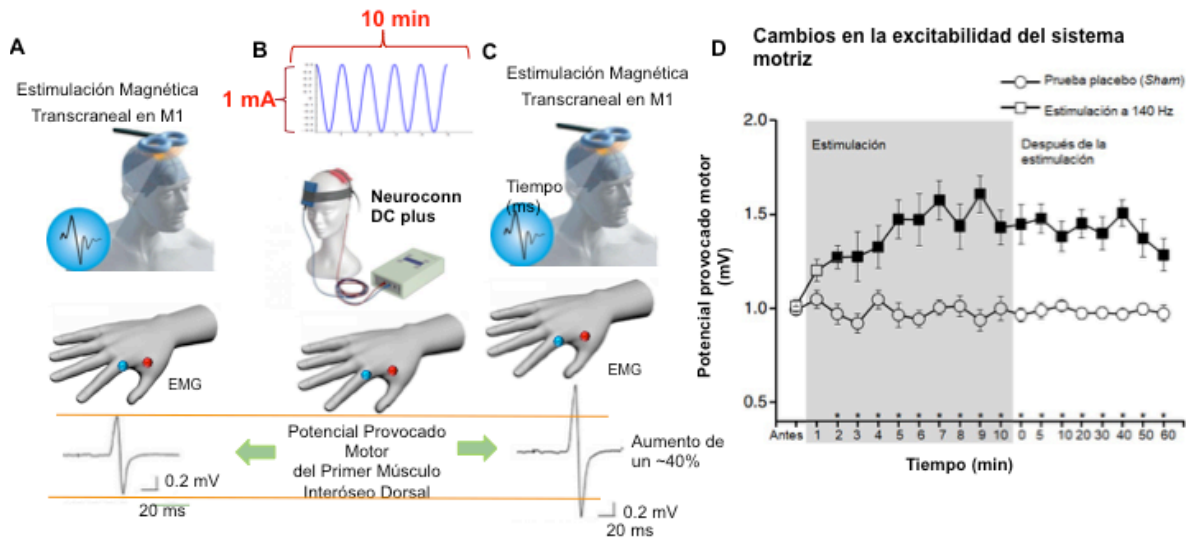 A
Estimulación Magnética
Transcraneal en M1
EMG
0.2 mV
20 ms
B
10 min
1 mA
Neuroconn
DC plus
Potencial Provocado
Motor
del Primer Músculo
Interóseo Dorsal
C
Estimulación Magnética
Transcraneal en M1
Tiempo
(ms)
EMG
Aumento de
un ~40%
0.2 mV
20 ms
D
Cambios en la excitabilidad del sistema
motriz
Prueba placebo (Sham)
Estimulación a 140 Hz
Estimulación
Después de la
estimulación
Potencial provocado motor
(mV)
2.0
1.5
1.0
0.5
* * * * * * * * * * * * * * * * *
Antes 1 2 3 4 5 6 7 8 9 10 0 5 10 20 30 40 50 60
Tiempo (min)